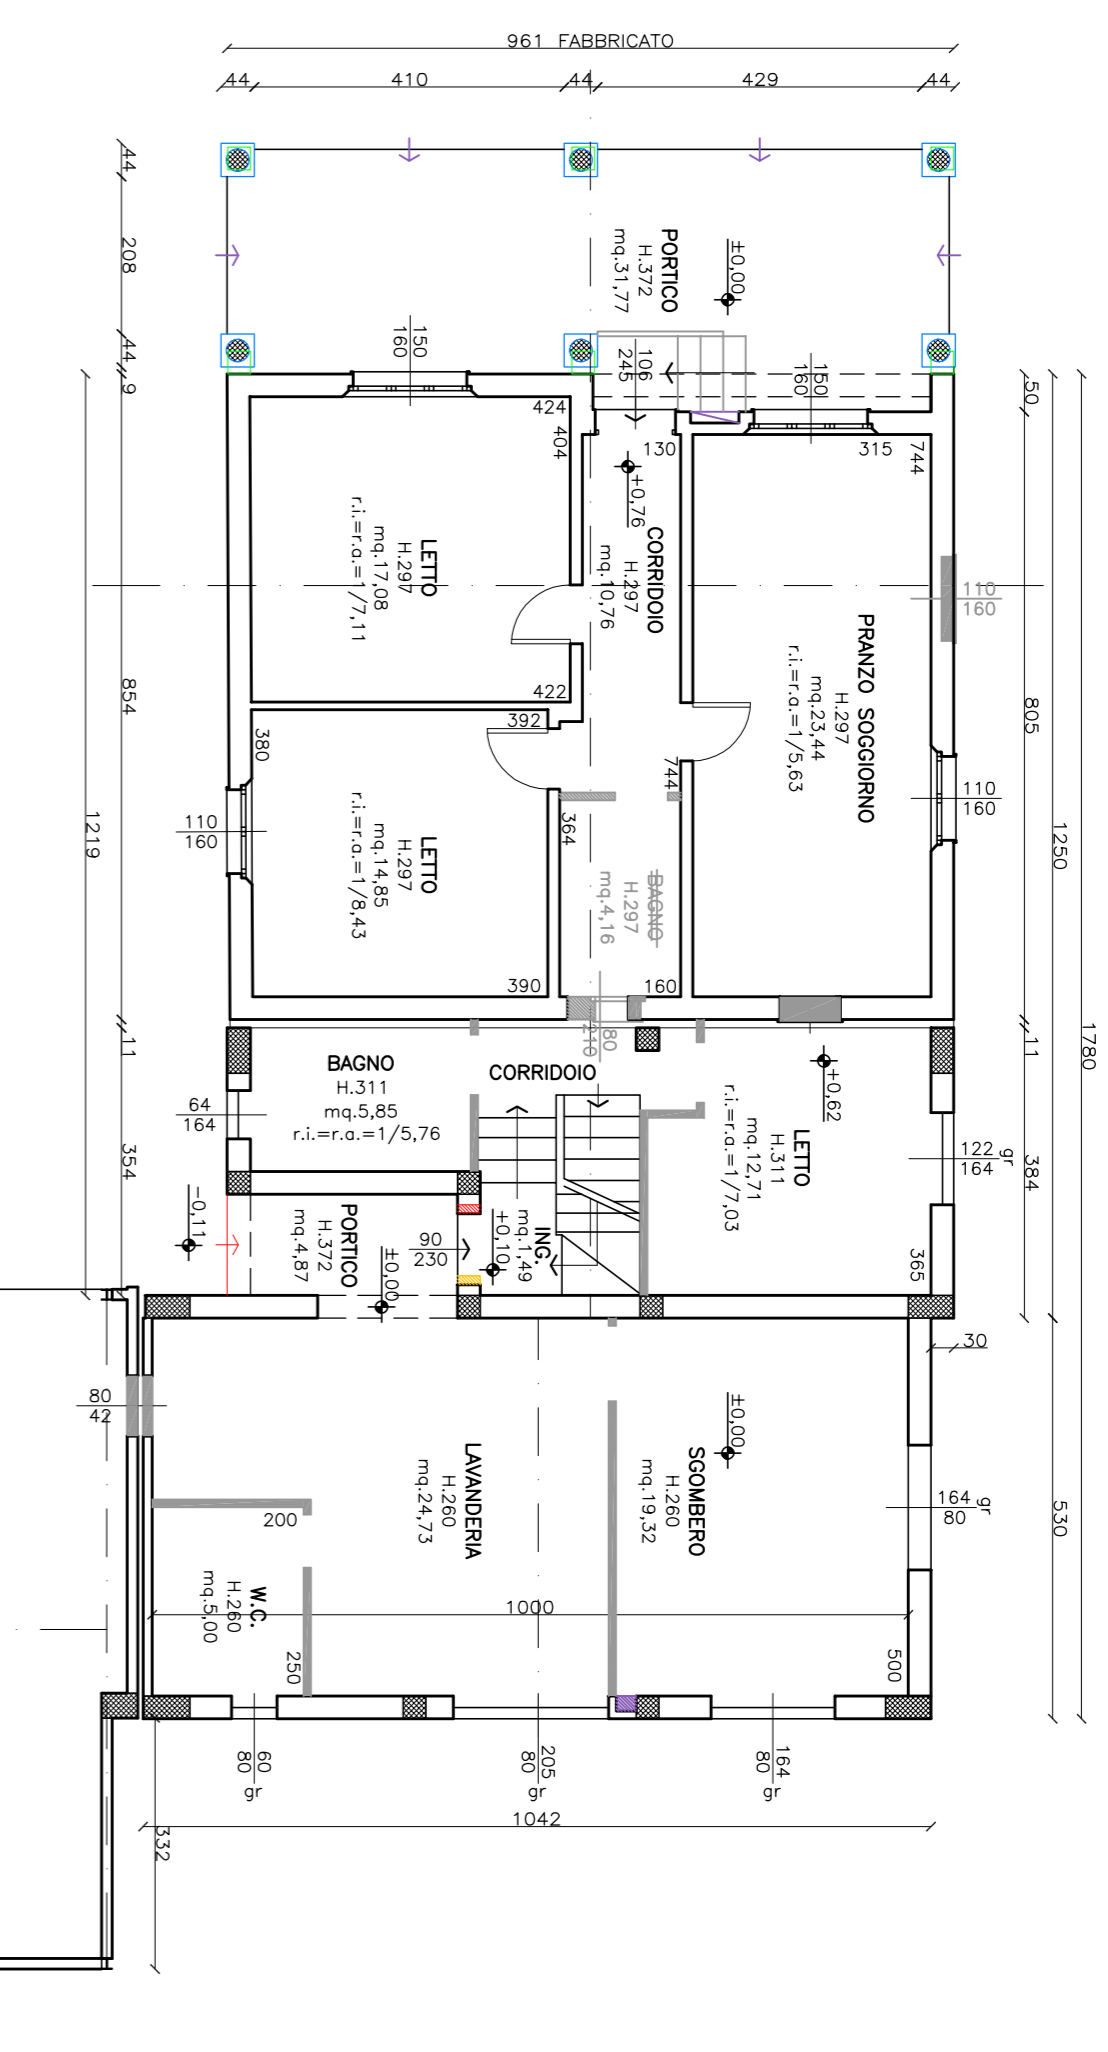 961 FABBRICATO
44
410
44
429
44
44
208
44
9
854
11
354
1219
PORTICO
H.372
mq.31,77
±0,00
150
160
106
245
150
160
50
805
1250
1780
11
384
530
424
404
130
315
744
+0,76
LETTO
H.297
mq.17,08
r.i.=r.a.=1/7,11
CORRIDOIO
H.297
mq.10,76
110
160
PRANZO SOGGIORNO
H.297
mq.23,44
r.i.=r.a.=1/5,63
422
392
380
744
364
110
160
110
160
LETTO
H.297
mq.14,85
r.i.=r.a.=1/8,43
BAGNO
H.297
mq.4,16
390
160
80
210
BAGNO
H.311
mq.5,85
r.i.=r.a.=1/5,76
CORRIDOIO
+0,62
LETTO
H.311
mq.12,71
r.i.=r.a.=1/7,03
64
164
122
164
gr
365
-0,11
PORTICO
H.372
mq.4,87
±0,00
90
230
ING.
mq.1,49
+0,10
30
80
42
±0,00
LAVANDERIA
H.260
mq.24,73
SGOMBERO
H.260
mq.19,32
164
80
gr
200
W.C.
H.260
mq.5,00
250
1000
500
60
80
gr
205
80
gr
164
80
gr
1042
332